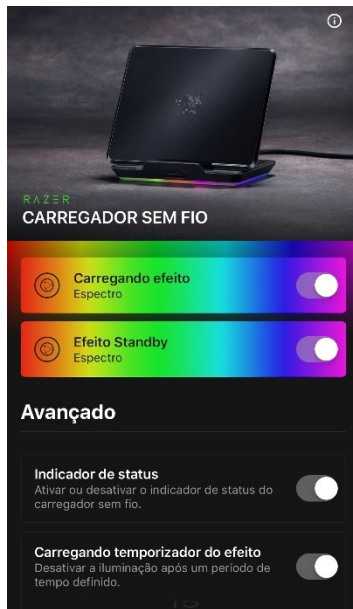 RAZER
CARREGADOR SEM FIO
Carregando efeito
Espectro
Efeito Standby
Espectro
Avançado
Indicador de status
Ativar ou desativar o indicador de status do
carregador sem fio.
Carregando temporizador do efeito
Desativar a iluminação após um período de
tempo definido.